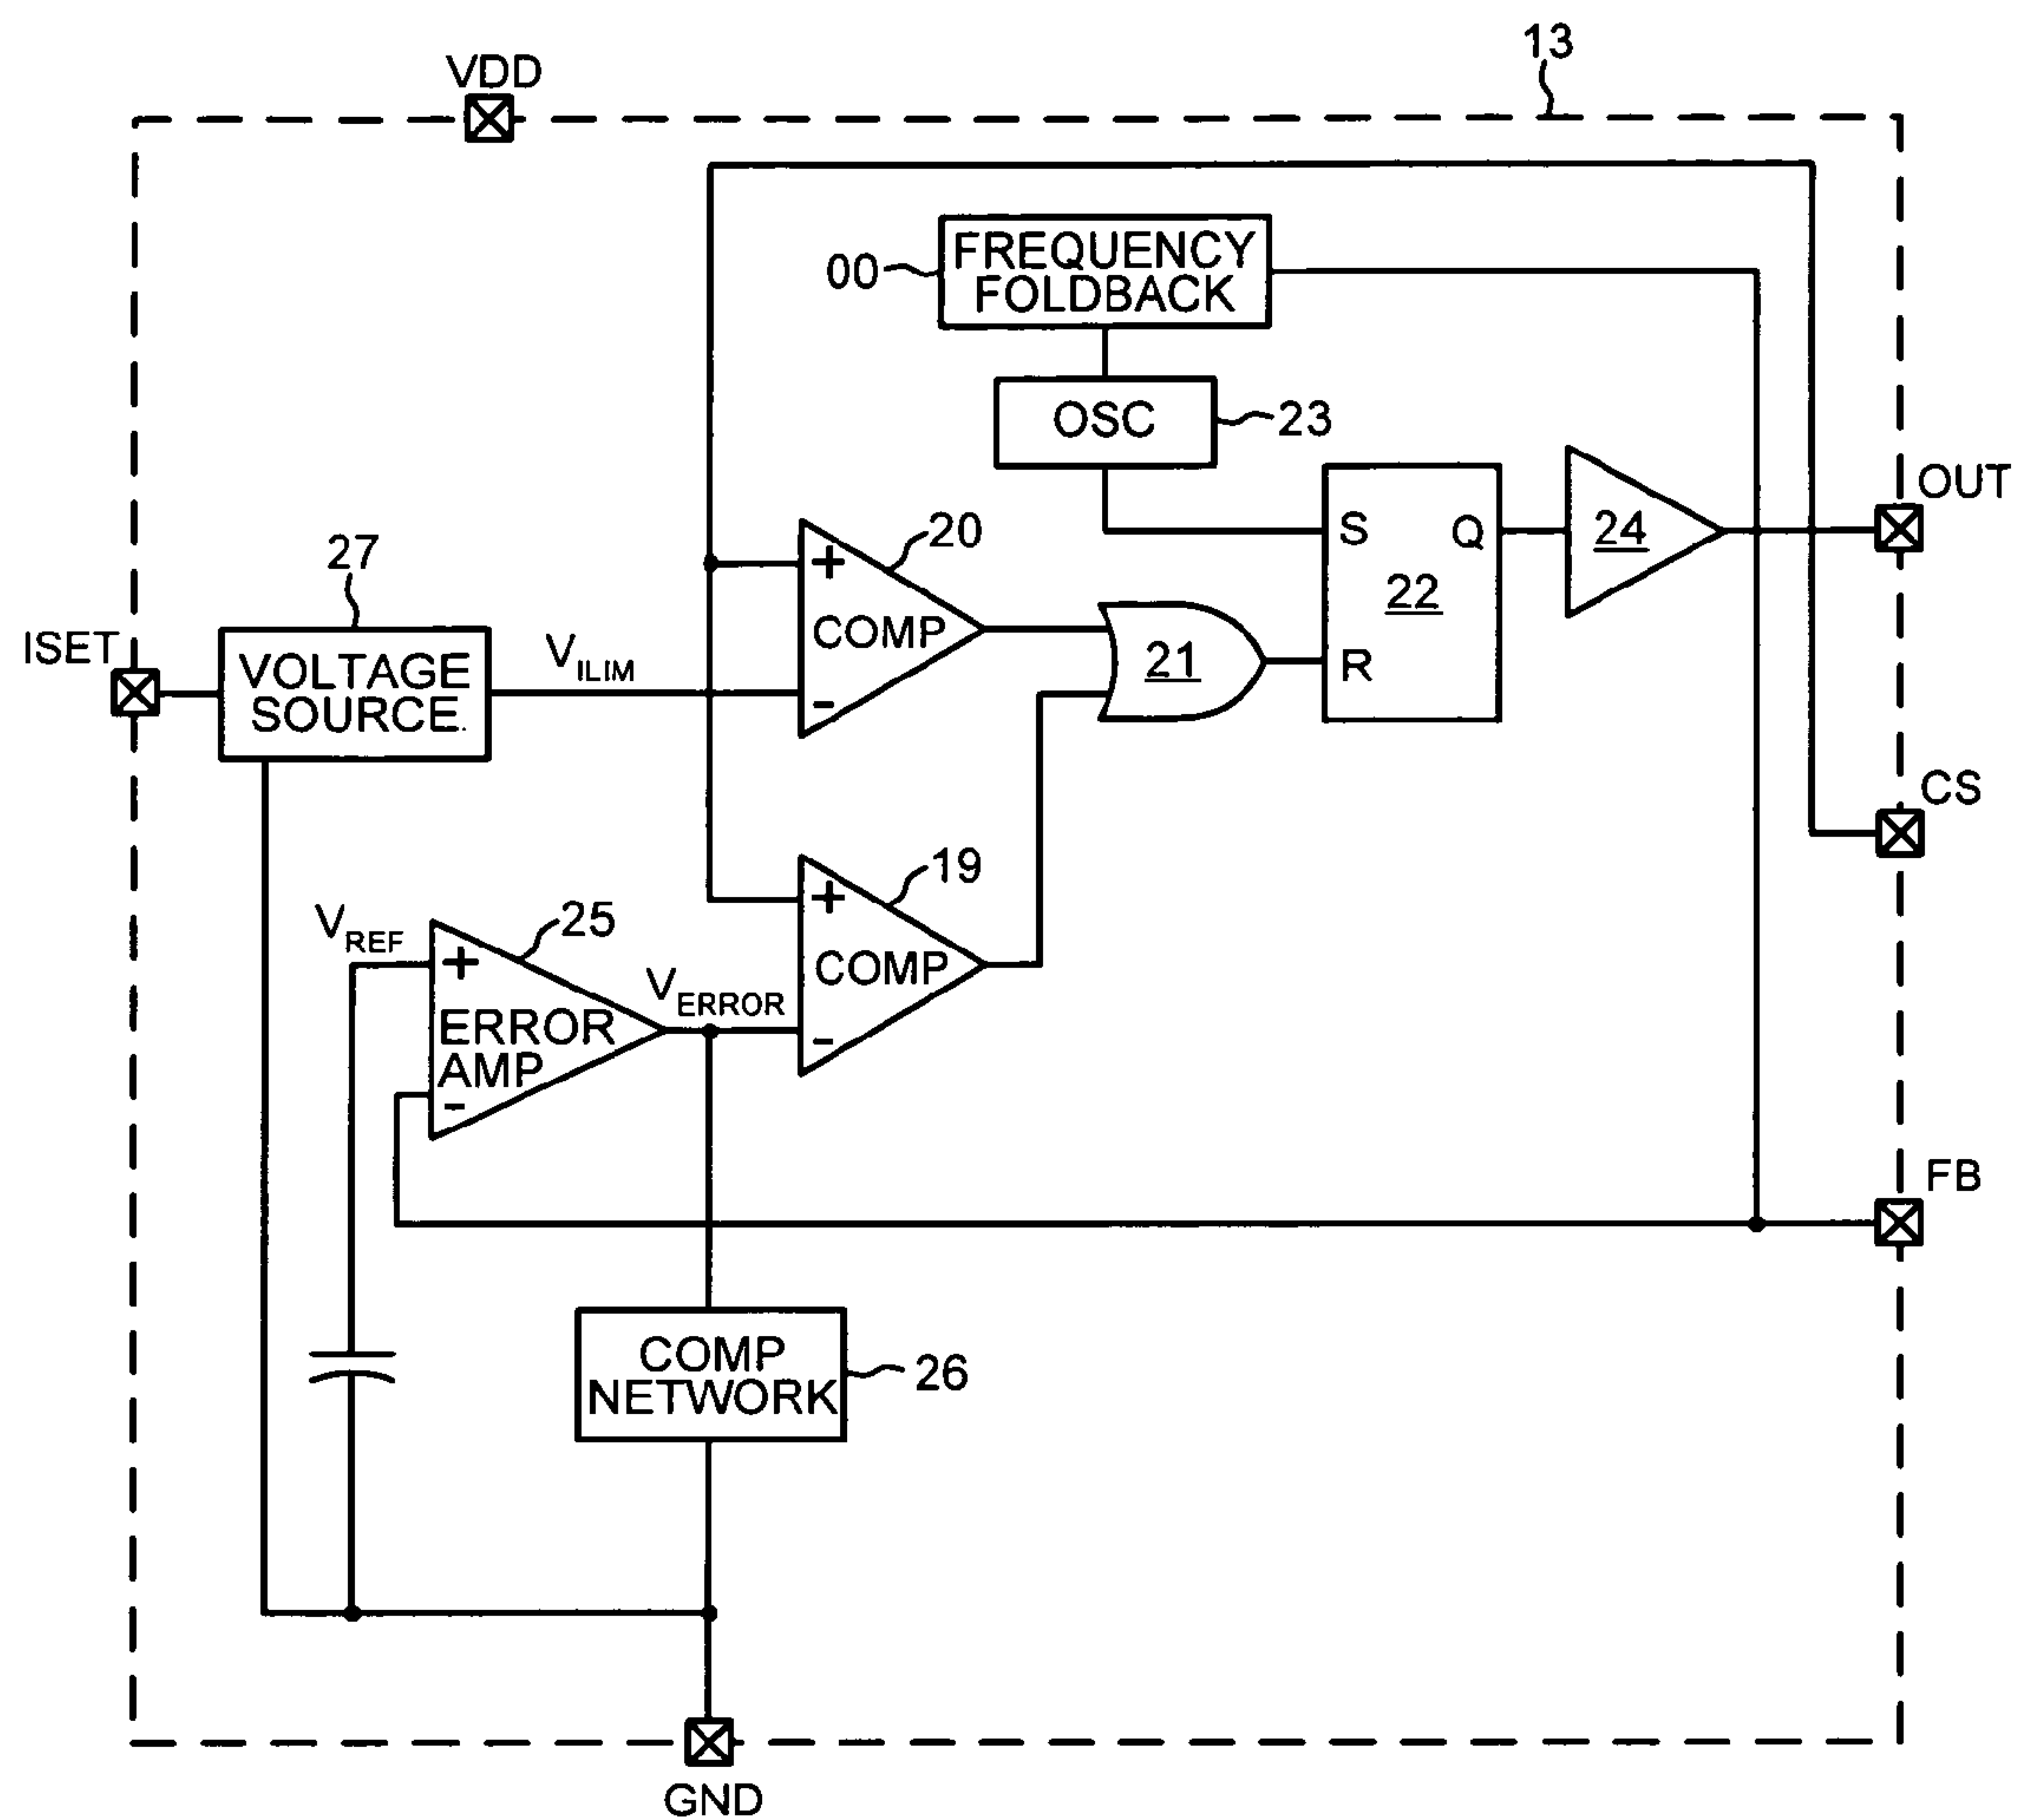 13
VDD
FREQUENCY
FOLDBACK
00
OSC
23
OUT
20
S
Q
24
27
+
22
ISET
VOLTAGE
SOURCE.
VILIM
COMP
21
R
-
CS
19
+
25
VREF
+
COMP
VERROR
ERROR
AMP
-
-
FB
COMP
NETWORK
26
GND